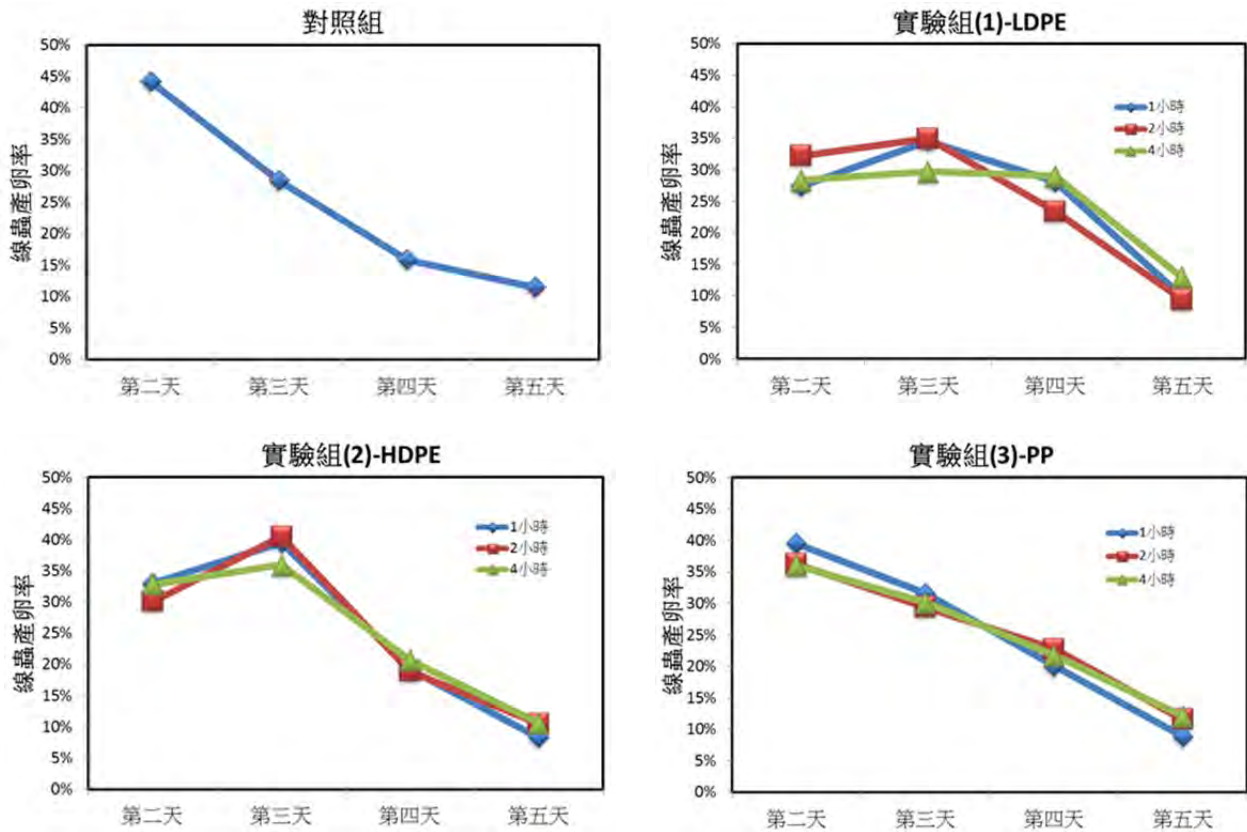 對照組
線蟲產卵率
50%
45%
40%
35%
30%
25%
20%
15%
10%
5%
0%
第二天 第三天 第四天 第五天
實驗組(1)-LDPE
線蟲產卵率
50%
45%
40%
35%
30%
25%
20%
15%
10%
5%
0%
1小時
2小時
4小時
第二天 第三天 第四天 第五天
實驗組(2)-HDPE
線蟲產卵率
50%
45%
40%
35%
30%
25%
20%
15%
10%
5%
0%
1小時
2小時
4小時
第二天 第三天 第四天 第五天
實驗組(3)-PP
線蟲產卵率
50%
45%
40%
35%
30%
25%
20%
15%
10%
5%
0%
1小時
2小時
4小時
第二天 第三天 第四天 第五天